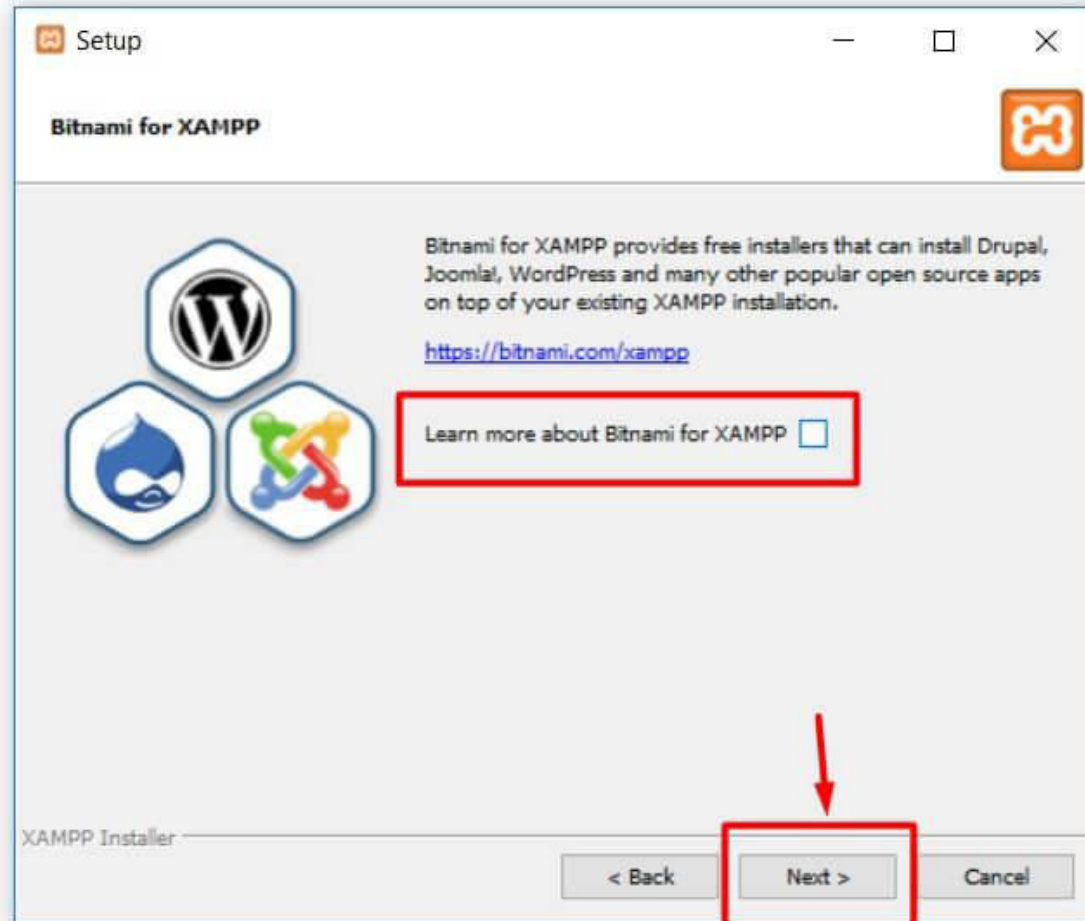 Setup
Bitnami for XAMPP
Bitnami for XAMPP provides free installers that can install Drupal,
Joomla!, WordPress and many other popular open source apps
on top of your existing XAMPP installation.
https://bitnami.com/xampp
Learn more about Bitnami for XAMPP
XAMPP Installer
< Back
Next >
Cancel